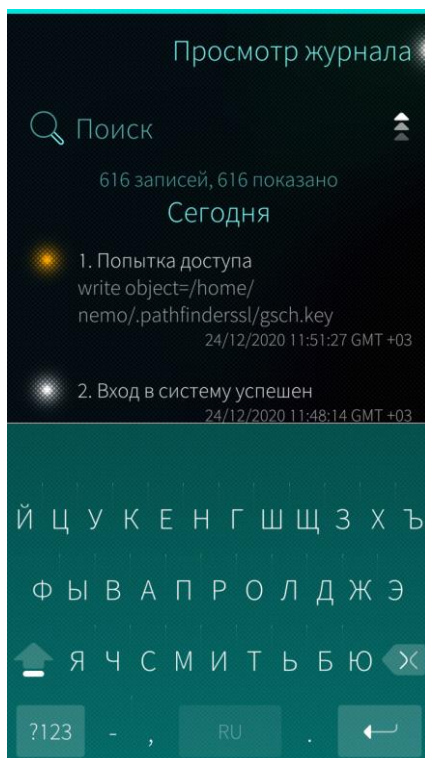 Просмотр журнала
Поиск
616 записей, 616 показано
Сегодня
1. Попытка доступа
write object=/home/
nemo/.pathfinderssl/gsch.key
24/12/2020 11:51:27 GMT +03
2. Вход в систему успешен
24/12/2020 11:48:14 GMT +03
Й Ц У К Е Н Г Ш Щ З Х Ъ
Ф Ы В А П Р О Л Д Ж Э
Я Ч С М И Т Ь Б Ю
?123 - , RU .